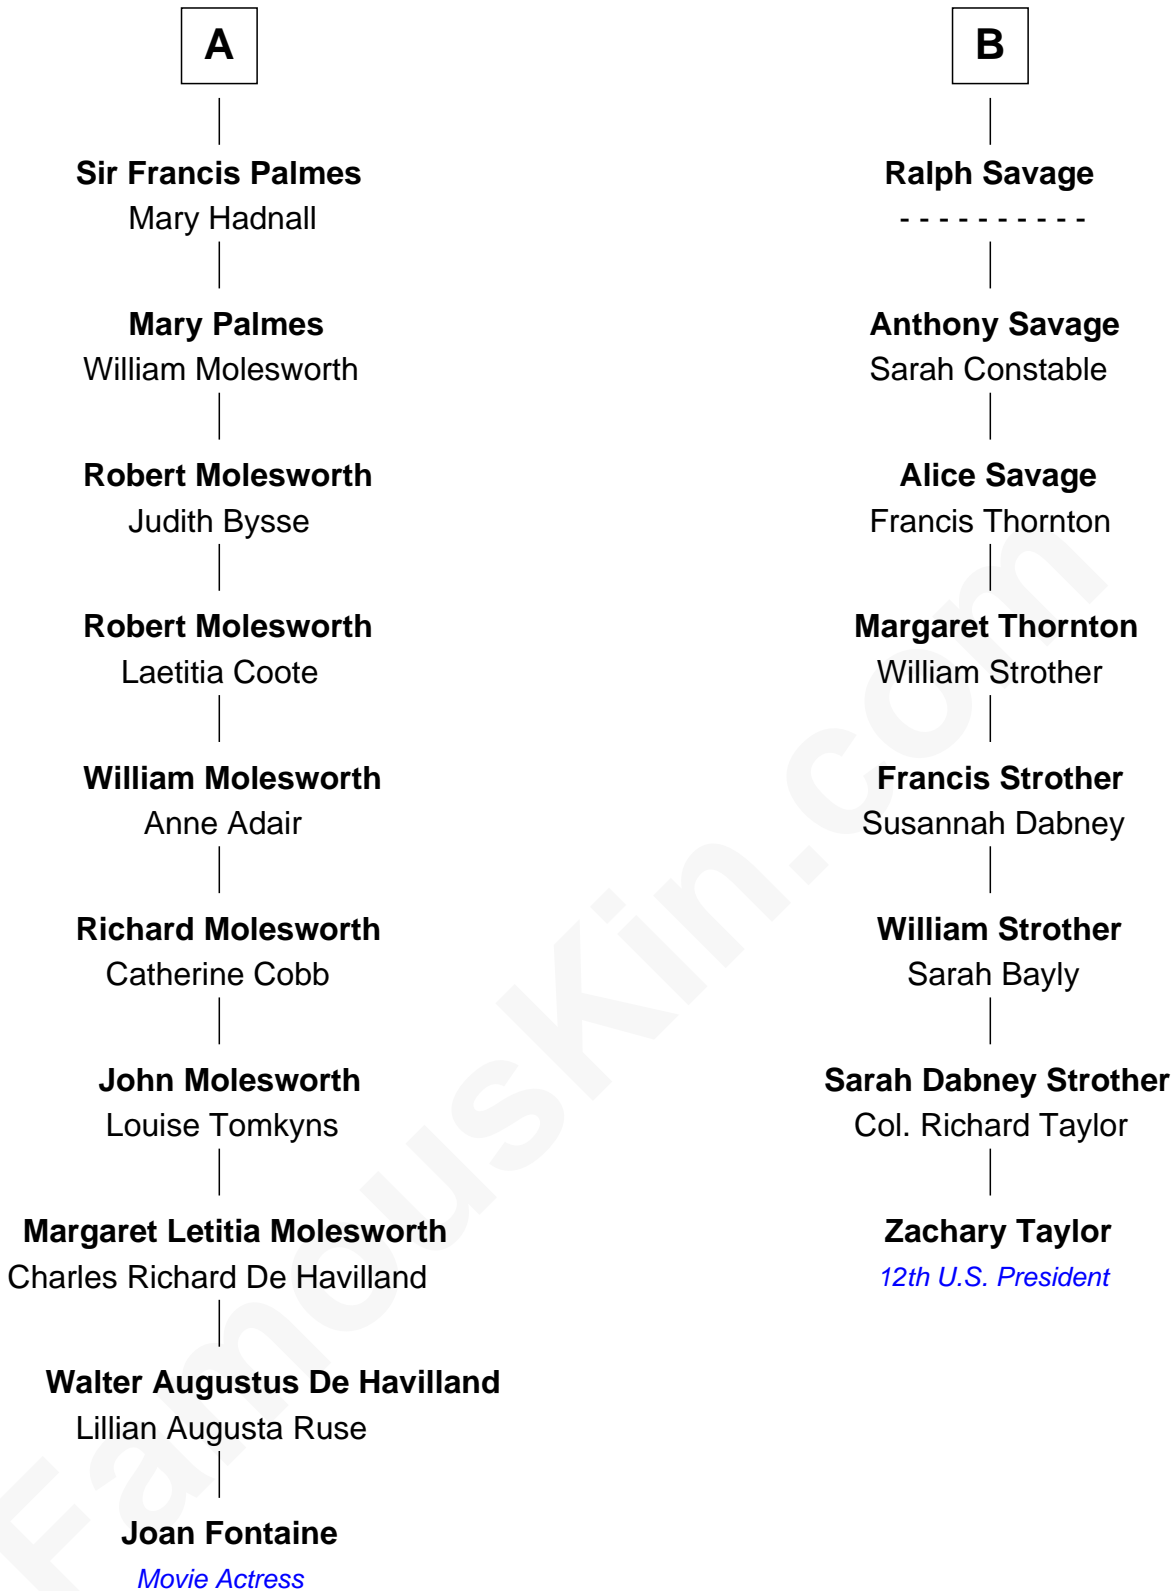 A
Sir Francis Palmes
Mary Hadnall
Mary Palmes
William Molesworth
Robert Molesworth
Judith Bysse
Robert Molesworth
Laetitia Coote
William Molesworth
Anne Adair
Richard Molesworth
Catherine Cobb
John Molesworth
Louise Tomkyns
Margaret Letitia Molesworth
Charles Richard De Havilland
Walter Augustus De Havilland
Lillian Augusta Ruse
Joan Fontaine
Movie Actress
B
Ralph Savage
- - - - - - - - - -
Anthony Savage
Sarah Constable
Alice Savage
Francis Thornton
Margaret Thornton
William Strother
Francis Strother
Susannah Dabney
William Strother
Sarah Bayly
Sarah Dabney Strother
Col. Richard Taylor
Zachary Taylor
12th U.S. President
FamousKin.com